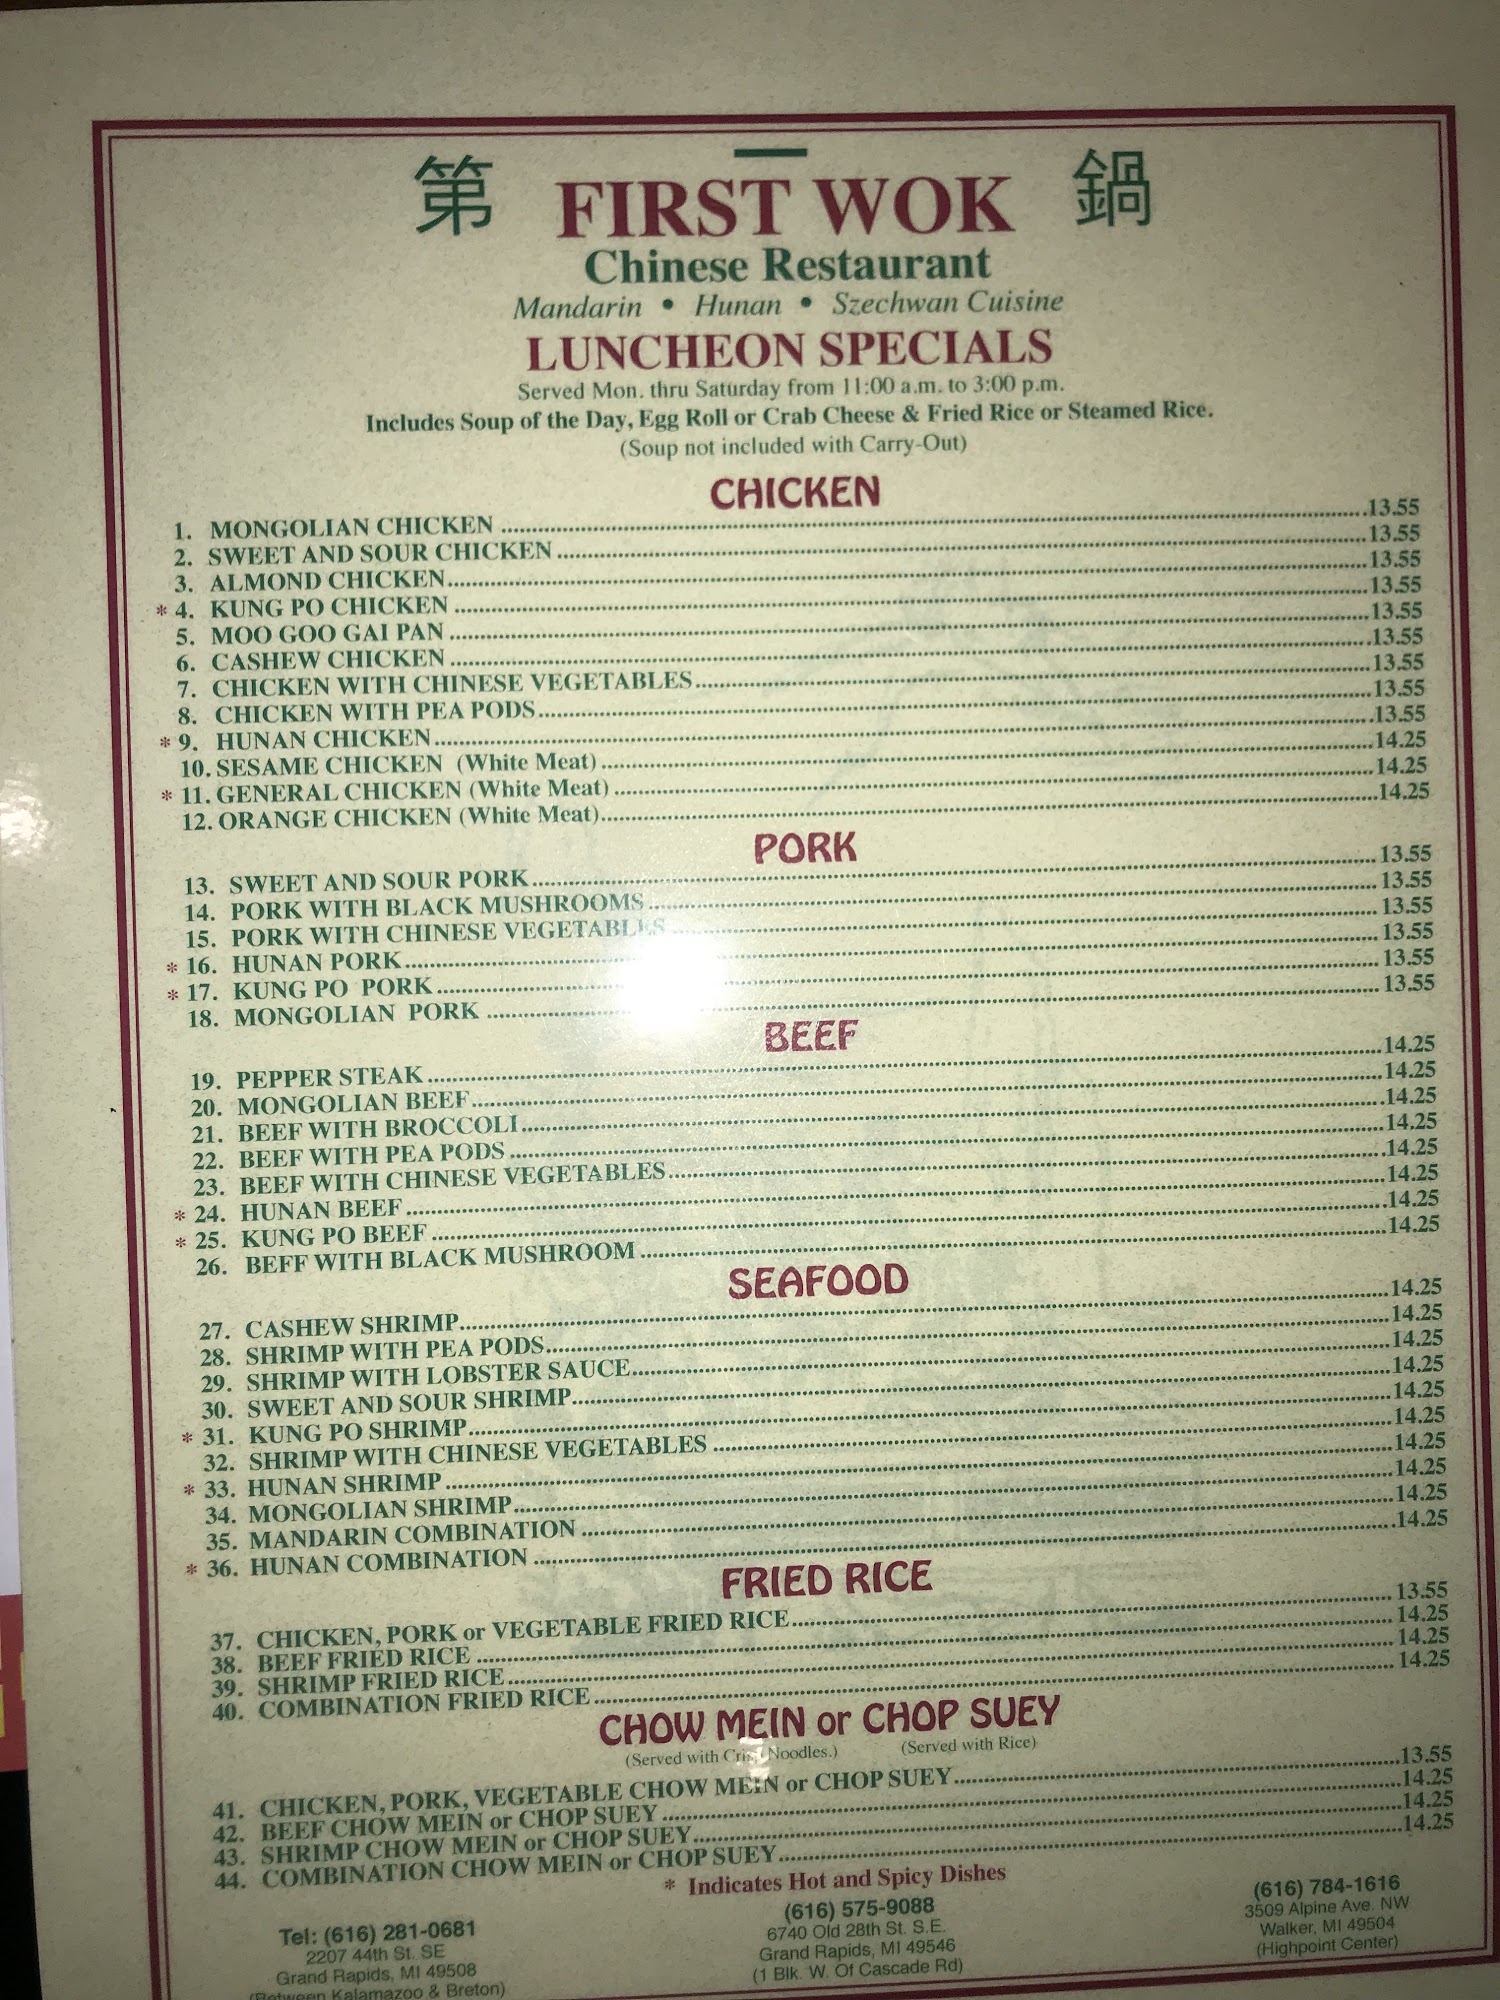 第 一 鍋
FIRST WOK
Chinese Restaurant
Mandarin • Hunan • Szechwan Cuisine
LUNCHEON SPECIALS
Served Mon. thru Saturday from 11:00 a.m. to 3:00 p.m.
Includes Soup of the Day, Egg Roll or Crab Cheese & Fried Rice or Steamed Rice.
(Soup not included with Carry-Out)
CHICKEN
1. MONGOLIAN CHICKEN 13.55
2. SWEET AND SOUR CHICKEN 13.55
3. ALMOND CHICKEN 13.55
* 4. KUNG PO CHICKEN 13.55
5. MOO GOO GAI PAN 13.55
6. CASHEW CHICKEN 13.55
7. CHICKEN WITH CHINESE VEGETABLES 13.55
8. CHICKEN WITH PEA PODS 13.55
* 9. HUNAN CHICKEN 13.55
10. SESAME CHICKEN (White Meat) 14.25
* 11. GENERAL CHICKEN (White Meat) 14.25
12. ORANGE CHICKEN (White Meat) 14.25
PORK
13. SWEET AND SOUR PORK 13.55
14. PORK WITH BLACK MUSHROOMS 13.55
15. PORK WITH CHINESE VEGETABLES 13.55
* 16. HUNAN PORK 13.55
* 17. KUNG PO PORK 13.55
18. MONGOLIAN PORK 13.55
BEEF
19. PEPPER STEAK 14.25
20. MONGOLIAN BEEF 14.25
21. BEEF WITH BROCCOLI 14.25
22. BEEF WITH PEA PODS 14.25
23. BEEF WITH CHINESE VEGETABLES 14.25
* 24. HUNAN BEEF 14.25
* 25. KUNG PO BEEF 14.25
26. BEFF WITH BLACK MUSHROOM 14.25
SEAFOOD
27. CASHEW SHRIMP 14.25
28. SHRIMP WITH PEA PODS 14.25
29. SHRIMP WITH LOBSTER SAUCE 14.25
30. SWEET AND SOUR SHRIMP 14.25
* 31. KUNG PO SHRIMP 14.25
32. SHRIMP WITH CHINESE VEGETABLES 14.25
* 33. HUNAN SHRIMP 14.25
34. MONGOLIAN SHRIMP 14.25
35. MANDARIN COMBINATION 14.25
* 36. HUNAN COMBINATION 14.25
FRIED RICE
37. CHICKEN, PORK or VEGETABLE FRIED RICE 13.55
38. BEEF FRIED RICE 14.25
39. SHRIMP FRIED RICE 14.25
40. COMBINATION FRIED RICE 14.25
CHOW MEIN or CHOP SUEY
(Served with Crisp Noodles.) (Served with Rice)
41. CHICKEN, PORK, VEGETABLE CHOW MEIN or CHOP SUEY 13.55
42. BEEF CHOW MEIN or CHOP SUEY 14.25
43. SHRIMP CHOW MEIN or CHOP SUEY 14.25
44. COMBINATION CHOW MEIN or CHOP SUEY 14.25
* Indicates Hot and Spicy Dishes
Tel: (616) 281-0681
2207 44th St. SE
Grand Rapids, MI 49508
(Between Kalamazoo & Breton)
(616) 575-9088
6740 Old 28th St. S.E.
Grand Rapids, MI 49546
(1 Blk. W. Of Cascade Rd)
(616) 784-1616
3509 Alpine Ave. NW
Walker, MI 49504
(Highpoint Center)